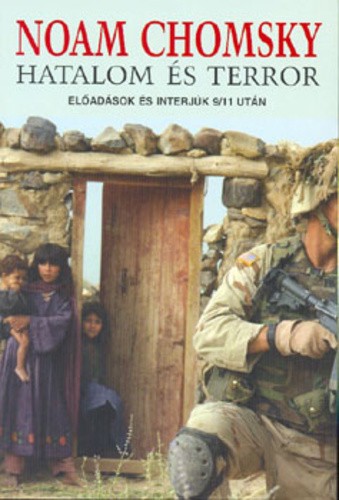 NOAM CHOMSKY
HATALOM ÉS TERROR
ELŐADÁSOK ÉS INTERJÚK 9/11 UTÁN